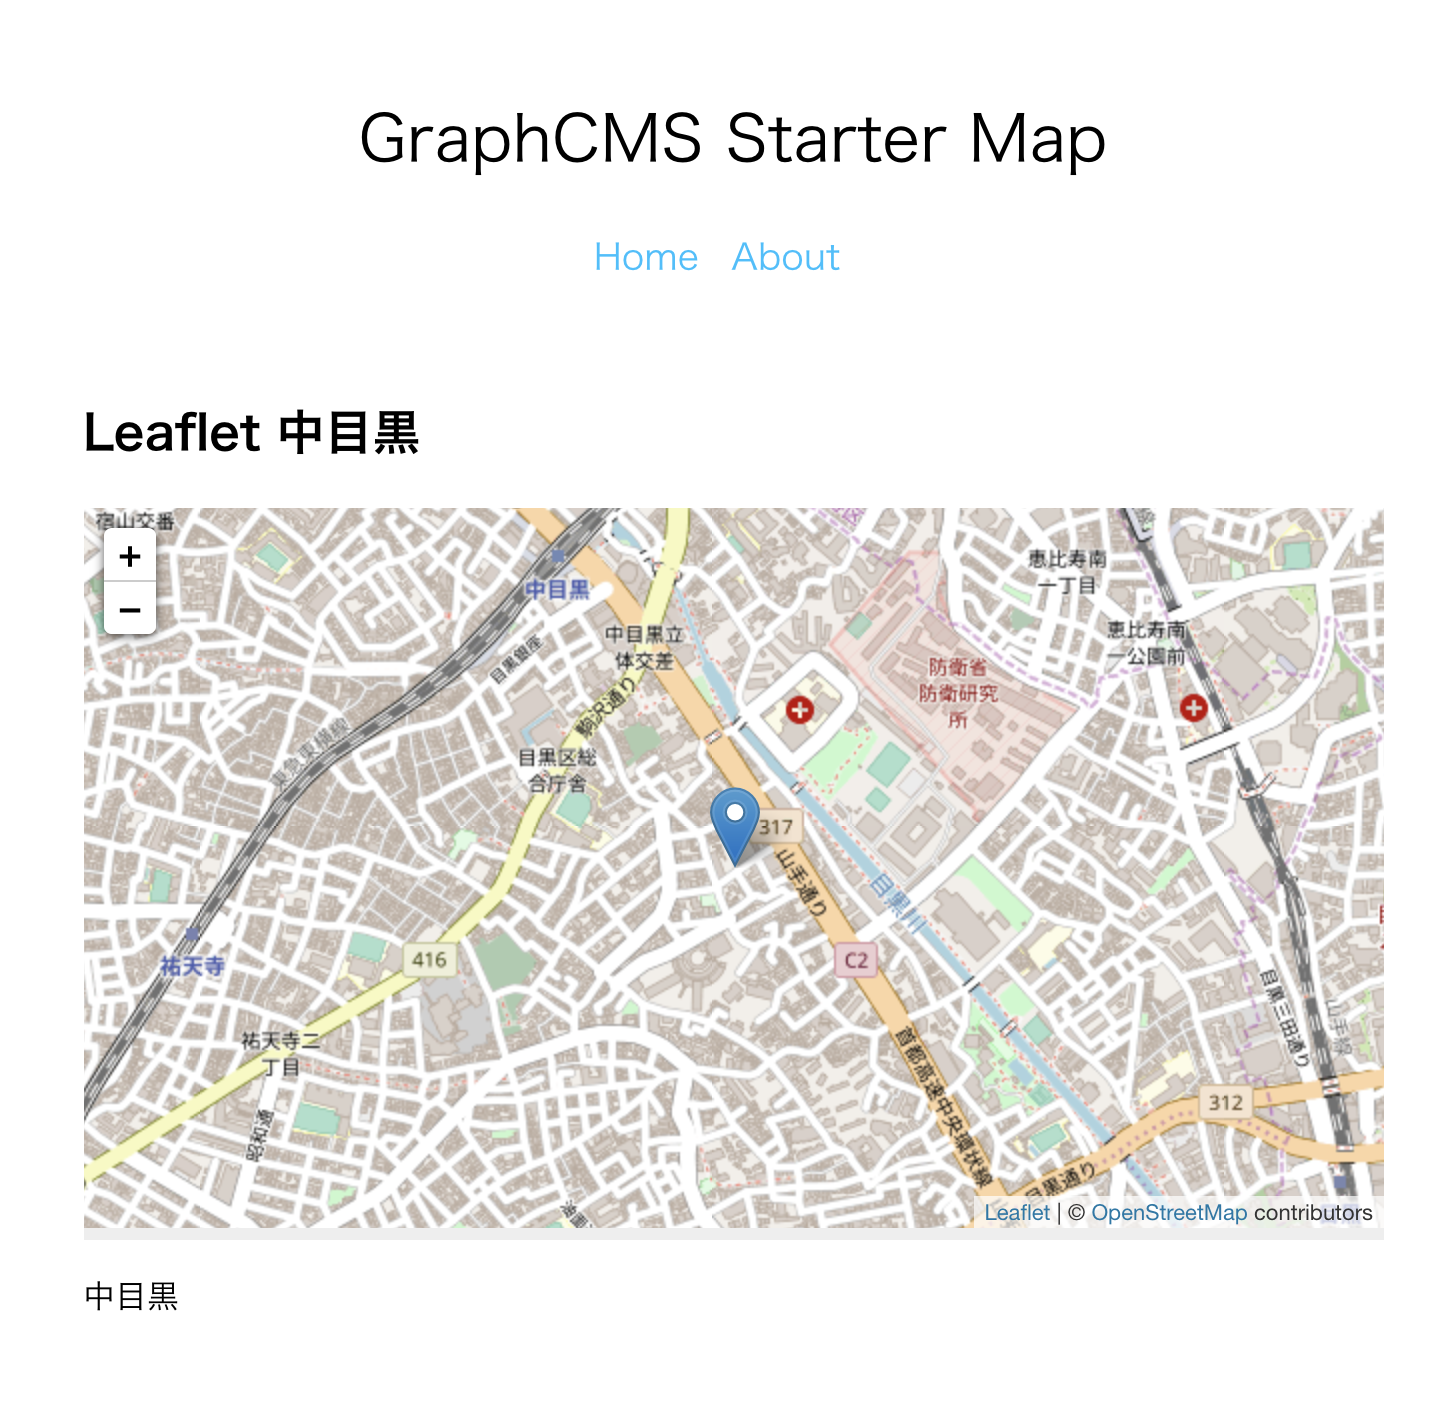 GraphCMS Starter Map
Home About
Leaflet 中目黒
宿山交番
+
−
中目黒
目黒銀座
中目黒立
体交差
恵比寿南
一丁目
恵比寿南
一公園前
防衛省
防衛研究
所
駒沢通り
東急東横線
目黒区総
合庁舎
317
山手通り
目黒川
416
C2
祐天寺
祐天寺二
丁目
昭和通
首都高速中央環状線
目黒三田通り
山手線
312
目黒通り
Leaflet | © OpenStreetMap contributors
中目黒